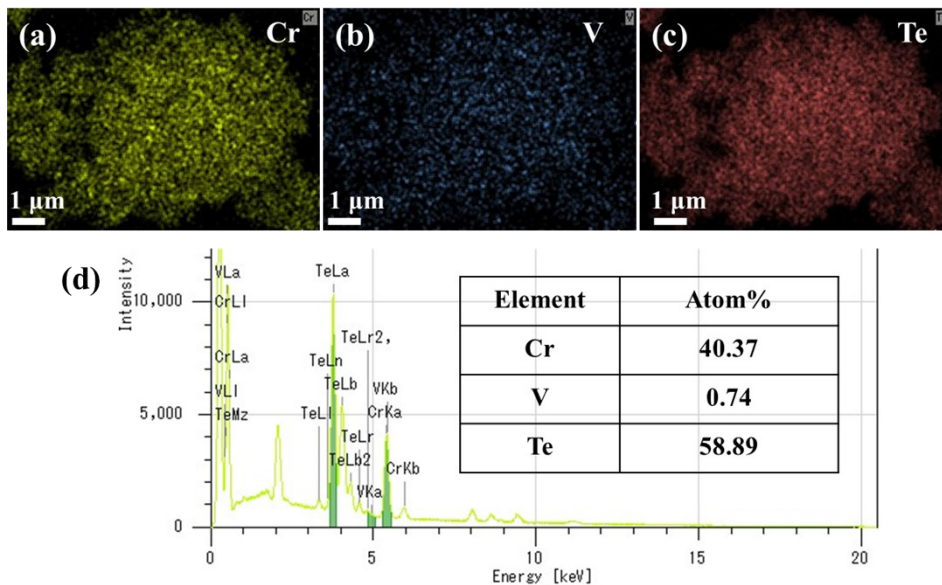 (a) Cr Cr
(b) V V
(c) Te
1 μm
1 μm
1 μm
(d)
Intensity
10,000
5,000
0
VLa
CrLl
CrLa
VLl
TeMz
TeLa
TeLr2,
TeLn
TeLb
VKb
CrKa
TeLl
TeLr
TeLb2
VKa
CrKb
Element Atom%
Cr 40.37
V 0.74
Te 58.89
0 5 10 15 20
Energy [keV]